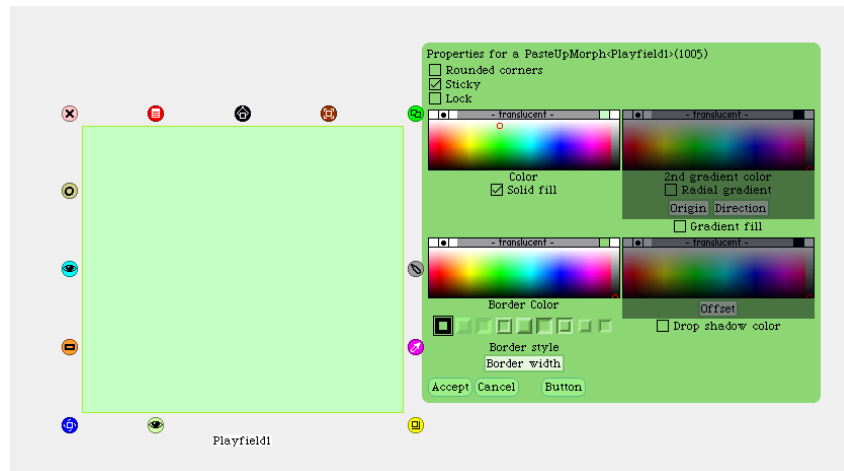 Properties for a PasteUpMorph<Playfield1>(1005)
Rounded corners
Sticky
Lock
- translucent - - translucent -
Color 2nd gradient color
Solid fill Radial gradient
Origin Direction
Gradient fill
- translucent - - translucent -
Border Color Offset
Drop shadow color
Border style
Border width
Accept Cancel Button
Playfield1